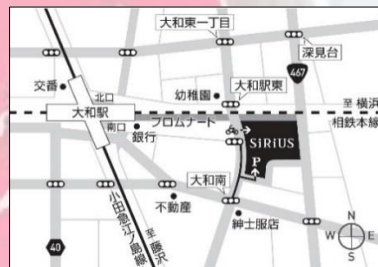 大和東一丁目
深見台
467
交番
幼稚園
大和駅東
北口
至 横浜
大和駅
プロムナード
相鉄本線
南口
銀行
SiRiUS
P
大和南
不動産
紳士服店
小田急江ノ島線
至 藤沢
40
N
W E
S